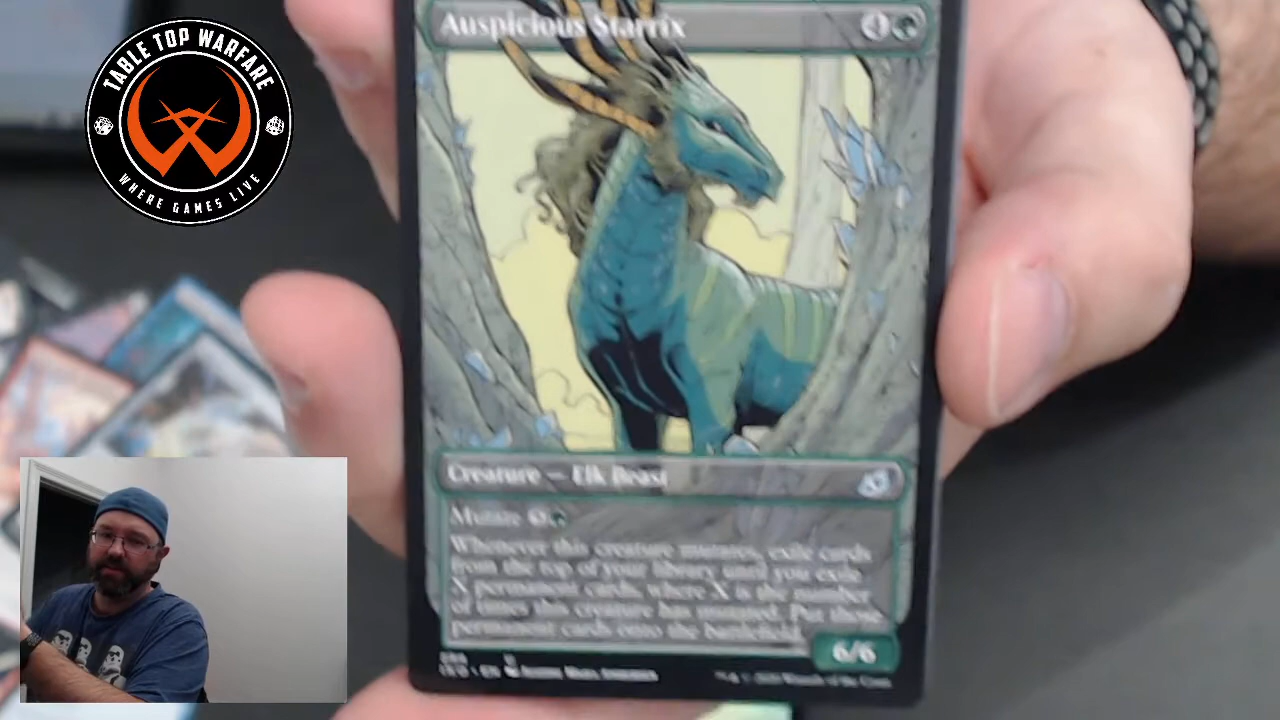 TABLE TOP WARFARE
WHERE GAMES LIVE
Auspicious Starrix
4
Creature — Elk Beast
Mutate
Whenever this creature mutates, exile cards
from the top of your library until you exile
X permanent cards, where X is the number
of times this creature has mutated. Put those
permanent cards onto the battlefield.
6/6